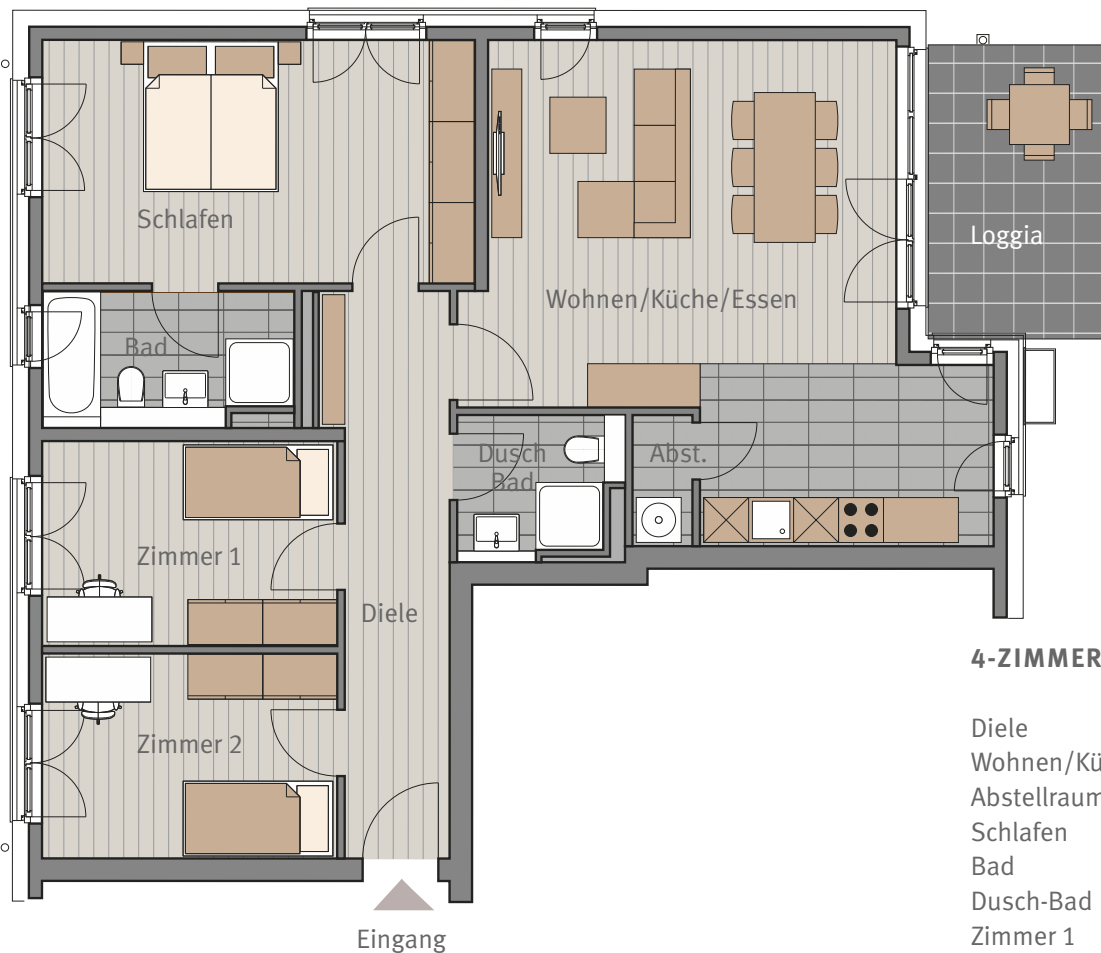 Schlafen
Loggia
Wohnen/Küche/Essen
Bad
Dusch
Bad
Abst.
Zimmer 1
Diele
Zimmer 2
Eingang
4-ZIMMER
Diele
Wohnen/Kü
Abstellraum
Schlafen
Bad
Dusch-Bad
Zimmer 1